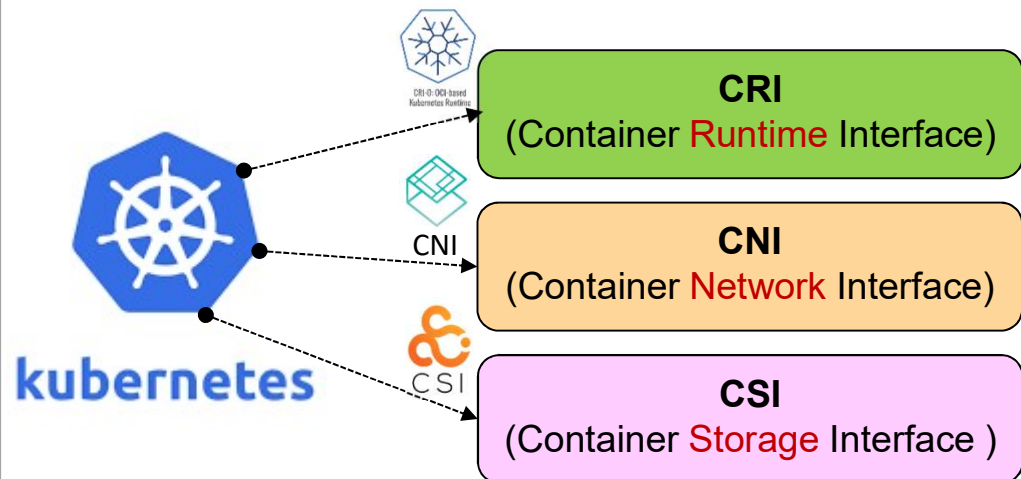 CRI-O: OCI-based
Kubernetes Runtime
CRI
(Container Runtime Interface)
CNI
CNI
(Container Network Interface)
kubernetes
CSI
CSI
(Container Storage Interface )